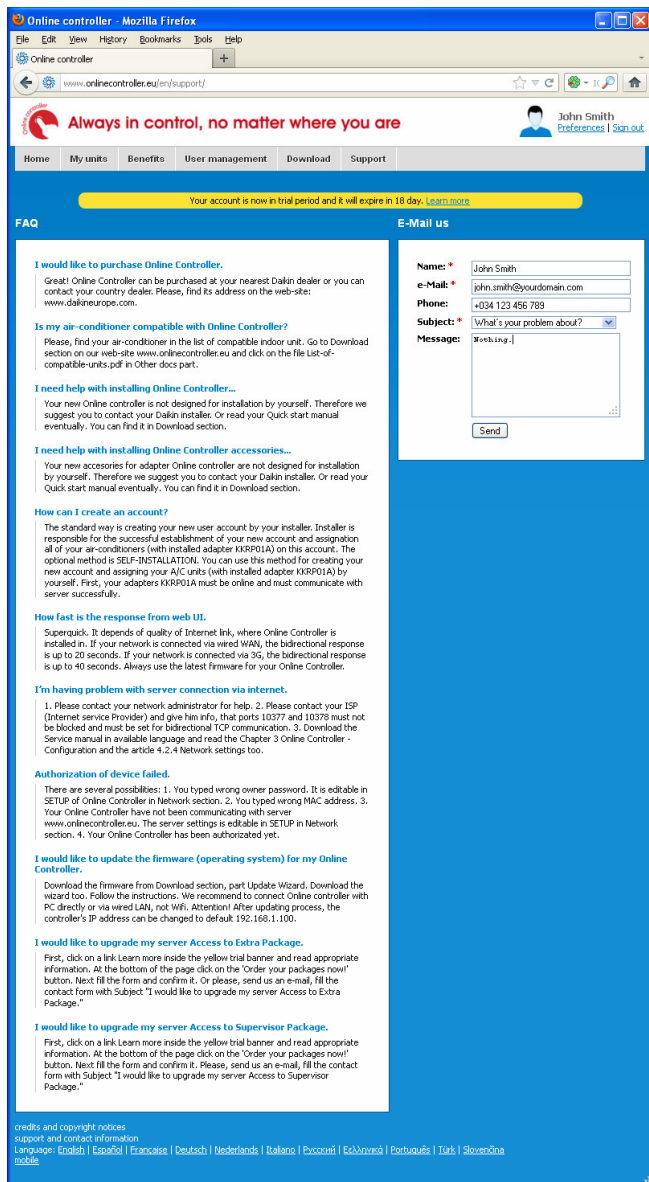 Online controller - Mozilla Firefox
File Edit View History Bookmarks Tools Help
Online controller
www.onlinecontroller.eu/en/support/
Always in control, no matter where you are
John Smith
Preferences | Sign out
Home My units Benefits User management Download Support
Your account is now in trial period and it will expire in 18 day. Learn more
FAQ
I would like to purchase Online Controller.
Great! Online Controller can be purchased at your nearest Daikin dealer or you can
contact your country dealer. Please, find its address on the web-site:
www.daikineurope.com.
Is my air-conditioner compatible with Online Controller?
Please, find your air-conditioner in the list of compatible indoor unit. Go to Download
section on our web-site www.onlinecontroller.eu and click on the file List-of-
compatible-units.pdf in Other docs part.
I need help with installing Online Controller...
Your new Online controller is not designed for installation by yourself. Therefore we
suggest you to contact your Daikin installer. Or read your Quick start manual
eventually. You can find it in Download section.
I need help with installing Online Controller accessories...
Your new accesories for adapter Online controller are not designed for installation
by yourself. Therefore we suggest you to contact your Daikin installer. Or read your
Quick start manual eventually. You can find it in Download section.
How can I create an account?
The standard way is creating your new user account by your installer. Installer is
responsible for the successful establishment of your new account and assignation
all of your air-conditioners (with installed adapter KKRP01A) on this account. The
optional method is SELF-INSTALLATION. You can use this method for creating your
new account and assigning your A/C units (with installed adapter KKRP01A) by
yourself. First, your adapters KKRP01A must be online and must communicate with
server successfully.
How fast is the response from web UI.
Superquick. It depens of quality of Internet link, where Online Controller is
installed in. If your network is connected via wired WAN, the bidirectional response
is up to 20 seconds. If your network is connected via 3G, the bidirectional response
is up to 40 seconds. Always use the latest firmware for your Online Controller.
I'm having problem with server connection via internet.
1. Please contact your network administrator for help. 2. Please contact your ISP
(Internet service Provider) and give him info, that ports 10377 and 10378 must not
be blocked and must be set for bidirectional TCP communication. 3. Download the
Service manual in available language and read the Chapter 3 Online Controller -
Configuration and the article 4.2.4 Network settings too.
Authorization of device failed.
There are several possibilities: 1. You typed wrong owner password. It is editable in
SETUP of Online Controller in Network section. 2. You typed wrong MAC address. 3.
Your Online Controller have not been communicating with server
www.onlinecontroller.eu. The server settings is editable in SETUP in Network
section. 4. Your Online Controller has been authorizated yet.
I would like to update the firmware (operating system) for my Online
Controller.
Download the firmware from Download section, part Update Wizard. Download the
wizard too. Follow the instructions. We recommend to connect Online controller with
PC directly or via wired LAN, not Wifi. Attention! After updating process, the
controller's IP address can be changed to default 192.168.1.100.
I would like to upgrade my server Access to Extra Package.
First, click on a link Learn more inside the yellow trial banner and read appropriate
information. At the bottom of the page click on the 'Order your packages now!'
button. Next fill the form and confirm it. Or please, send us an e-mail, fill the
contact form with Subject "I would like to upgrade my server Access to Extra
Package."
I would like to upgrade my server Access to Supervisor Package.
First, click on a link Learn more inside the yellow trial banner and read appropriate
information. At the bottom of the page click on the 'Order your packages now!'
button. Next fill the form and confirm it. Please, send us an e-mail, fill the contact
form with Subject "I would like to upgrade my server Access to Supervisor
Package."
E-Mail us
Name: * John Smith
e-Mail: * john.smith@yourdomain.com
Phone: +034 123 456 789
Subject: * What's your problem about?
Message: Nothing.
Send
credits and copyright notices
support and contact information
Language: English | Español | Française | Deutsch | Nederlands | Italiano | Русский | Ελληνικά | Português | Türk | Slovenčina
mobile